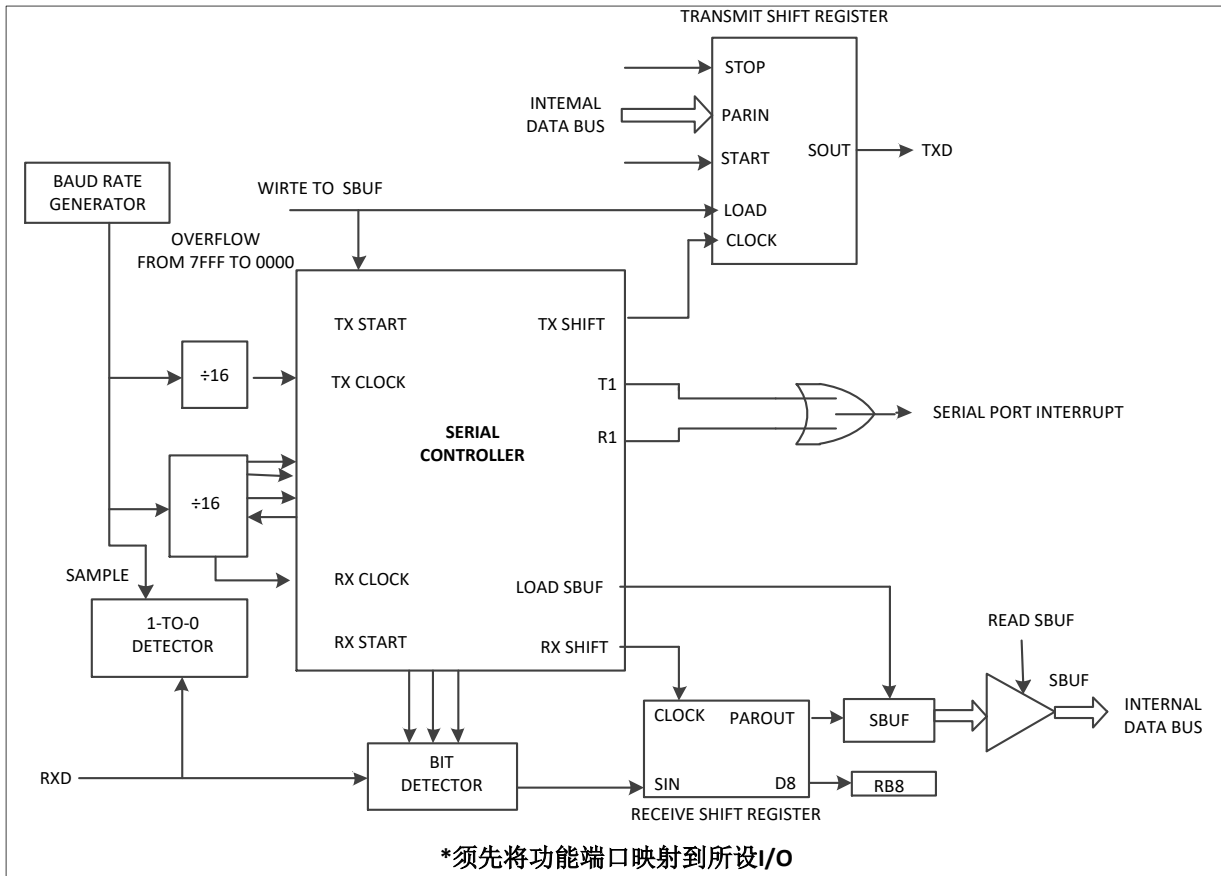 TRANSMIT SHIFT REGISTER
STOP
INTEMAL
DATA BUS
PARIN
START
SOUT
TXD
LOAD
CLOCK
BAUD RATE
GENERATOR
WIRTE TO SBUF
OVERFLOW
FROM 7FFF TO 0000
TX START
TX SHIFT
÷16
TX CLOCK
T1
R1
SERIAL PORT INTERRUPT
SERIAL
CONTROLLER
÷16
SAMPLE
RX CLOCK
LOAD SBUF
1-TO-0
DETECTOR
RX START
RX SHIFT
READ SBUF
SBUF
CLOCK
PAROUT
SBUF
INTERNAL
DATA BUS
RXD
BIT
DETECTOR
SIN
D8
RB8
RECEIVE SHIFT REGISTER
*须先将功能端口映射到所设I/O